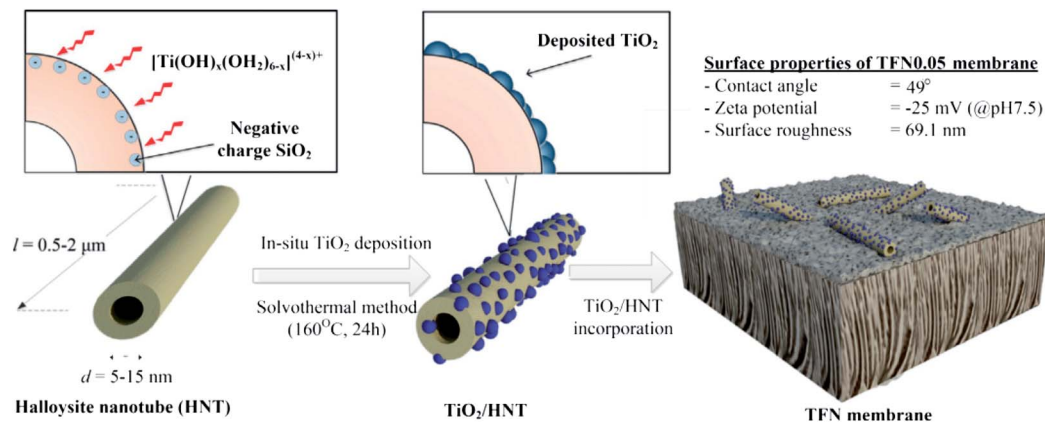 [Ti(OH)x(OH2)6-x](4-x)+
Negative
charge SiO2
Deposited TiO2
Surface properties of TFN0.05 membrane
- Contact angle = 49°
- Zeta potential = -25 mV (@pH7.5)
- Surface roughness = 69.1 nm
l = 0.5-2 μm
d = 5-15 nm
Halloysite nanotube (HNT)
In-situ TiO2 deposition
Solvothermal method
(160OC, 24h)
TiO2/HNT
TiO2/HNT
incorporation
TFN membrane